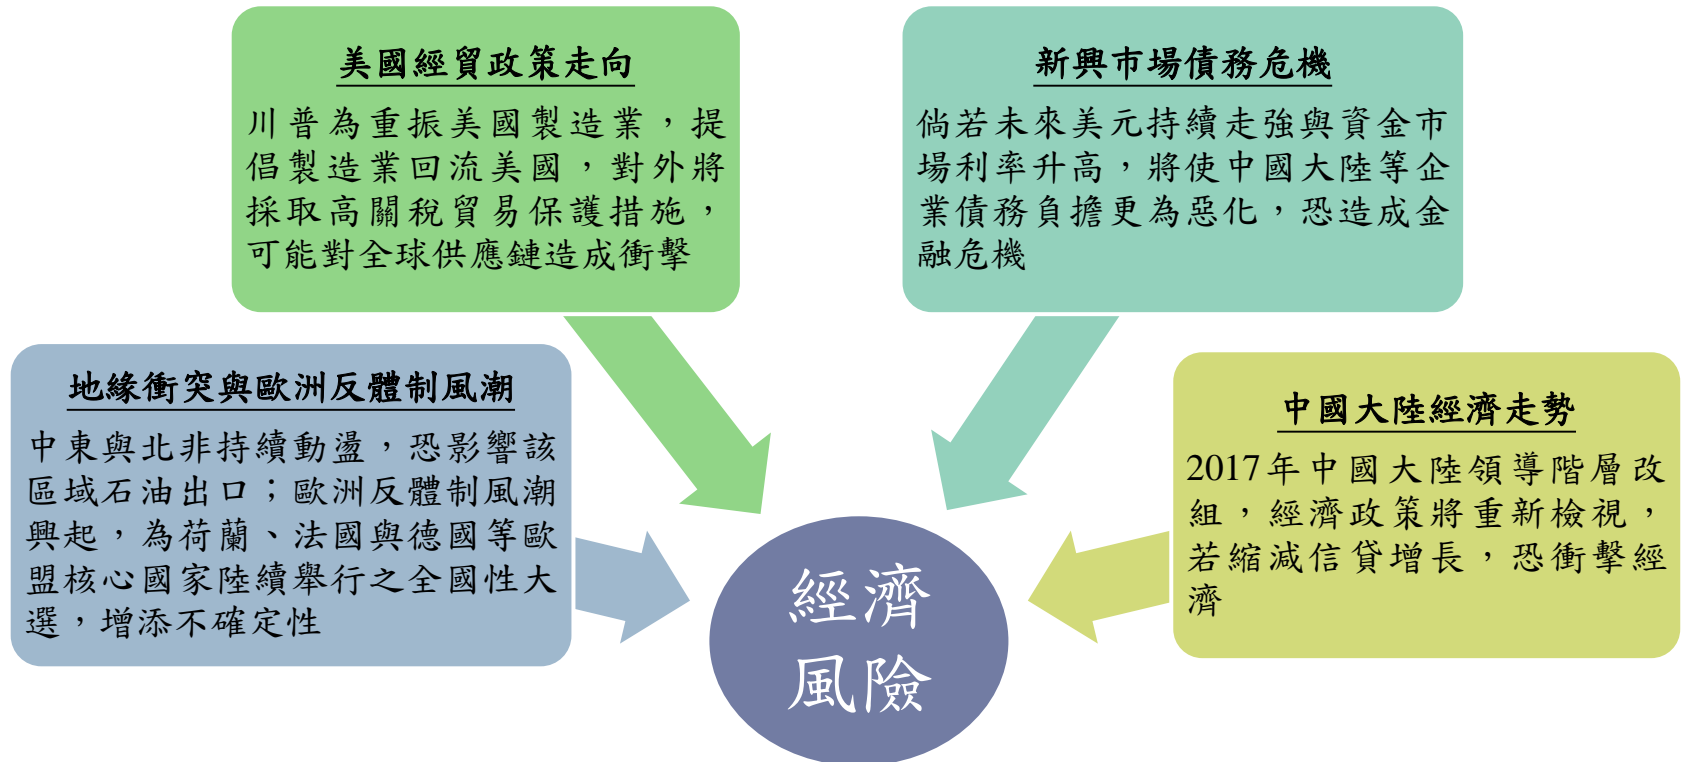 美國經貿政策走向
川普為重振美國製造業，提
倡製造業回流美國，對外將
採取高關稅貿易保護措施，
可能對全球供應鏈造成衝擊
新興市場債務危機
倘若未來美元持續走強與資金市
場利率升高，將使中國大陸等企
業債務負擔更為惡化，恐造成金
融危機
地緣衝突與歐洲反體制風潮
中東與北非持續動盪，恐影響該
區域石油出口；歐洲反體制風潮
興起，為荷蘭、法國與德國等歐
盟核心國家陸續舉行之全國性大
選，增添不確定性
中國大陸經濟走勢
2017年中國大陸領導階層改
組，經濟政策將重新檢視，
若縮減信貸增長，恐衝擊經
濟
經濟
風險